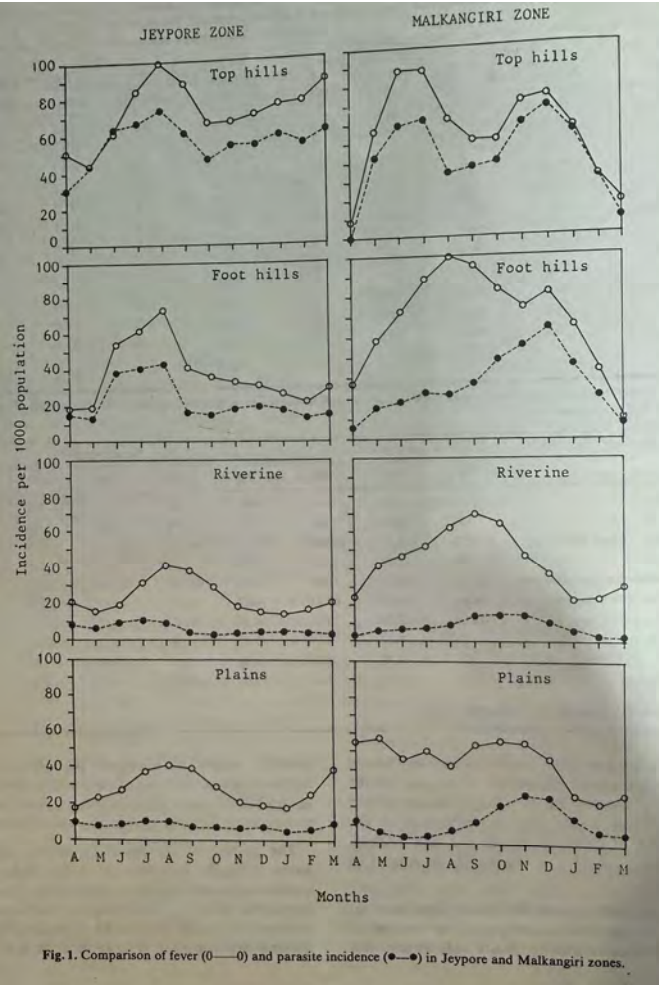 JEYPORE ZONE
MALKANGIRI ZONE
Top hills
100
80
60
40
20
0
Top hills
Foot hills
100
80
60
40
20
0
Foot hills
Incidence per 1000 population
Riverine
100
80
60
40
20
0
Riverine
Plains
100
80
60
40
20
0
Plains
A M J J A S O N D J F M
A M J J A S O N D J F M
Months
Fig. 1. Comparison of fever (0——0) and parasite incidence (●—●) in Jeypore and Malkangiri zones.